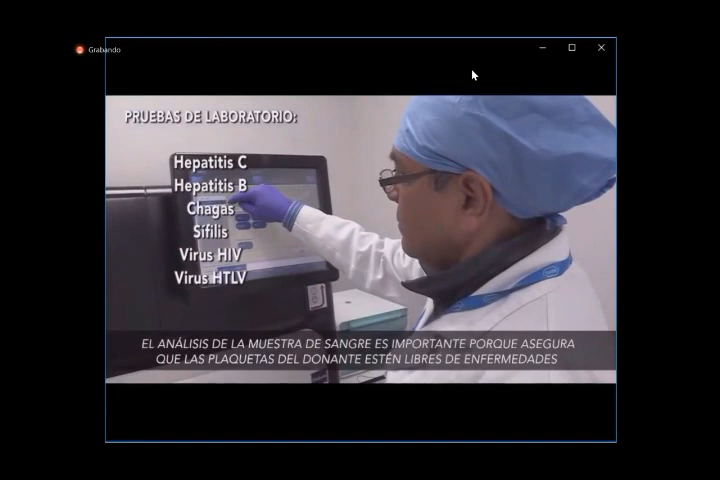 Grabando
PRUEBAS DE LABORATORIO:
Hepatitis C
Hepatitis B
Chagas
Sífilis
Virus HIV
Virus HTLV
EL ANÁLISIS DE LA MUESTRA DE SANGRE ES IMPORTANTE PORQUE ASEGURA
QUE LAS PLAQUETAS DEL DONANTE ESTÉN LIBRES DE ENFERMEDADES